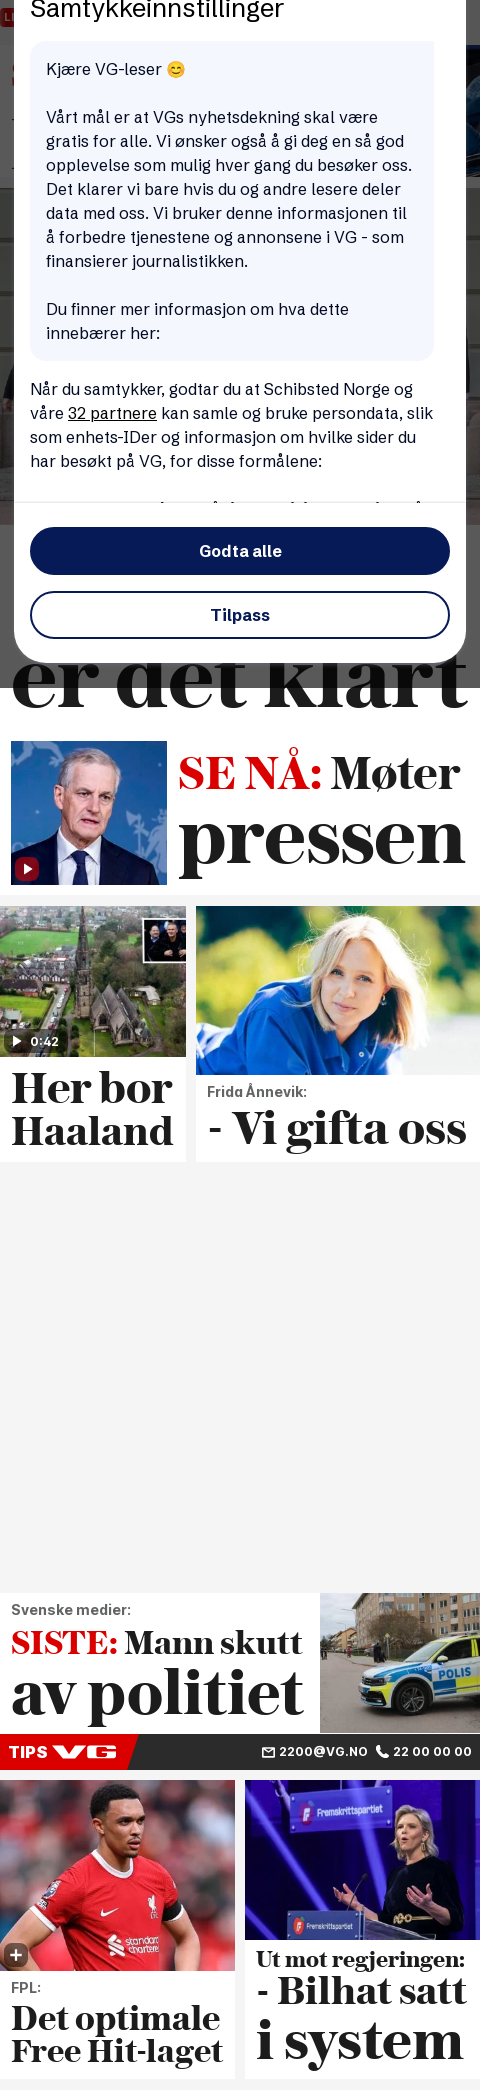 Samtykkeinnstillinger
Kjære VG-leser 😊
Vårt mål er at VGs nyhetsdekning skal være
gratis for alle. Vi ønsker også å gi deg en så god
opplevelse som mulig hver gang du besøker oss.
Det klarer vi bare hvis du og andre lesere deler
data med oss. Vi bruker denne informasjonen til
å forbedre tjenestene og annonsene i VG - som
finansierer journalistikken.
Du finner mer informasjon om hva dette
innebærer her:
Når du samtykker, godtar du at Schibsted Norge og
våre 32 partnere kan samle og bruke persondata, slik
som enhets-IDer og informasjon om hvilke sider du
har besøkt på VG, for disse formålene:
Godta alle
Tilpass
er det klart
SE NÅ: Møter
pressen
0:42
Her bor
Haaland
Frida Ånnevik:
- Vi gifta oss
Svenske medier:
SISTE: Mann skutt
av politiet
POLIS
TIPS VG
2200@VG.NO 22 00 00 00
standard
chartered
FPL:
Det optimale
Free Hit-laget
Fremskrittspartiet
Fremskrittspartiet
Ut mot regjeringen:
- Bilhat satt
i system